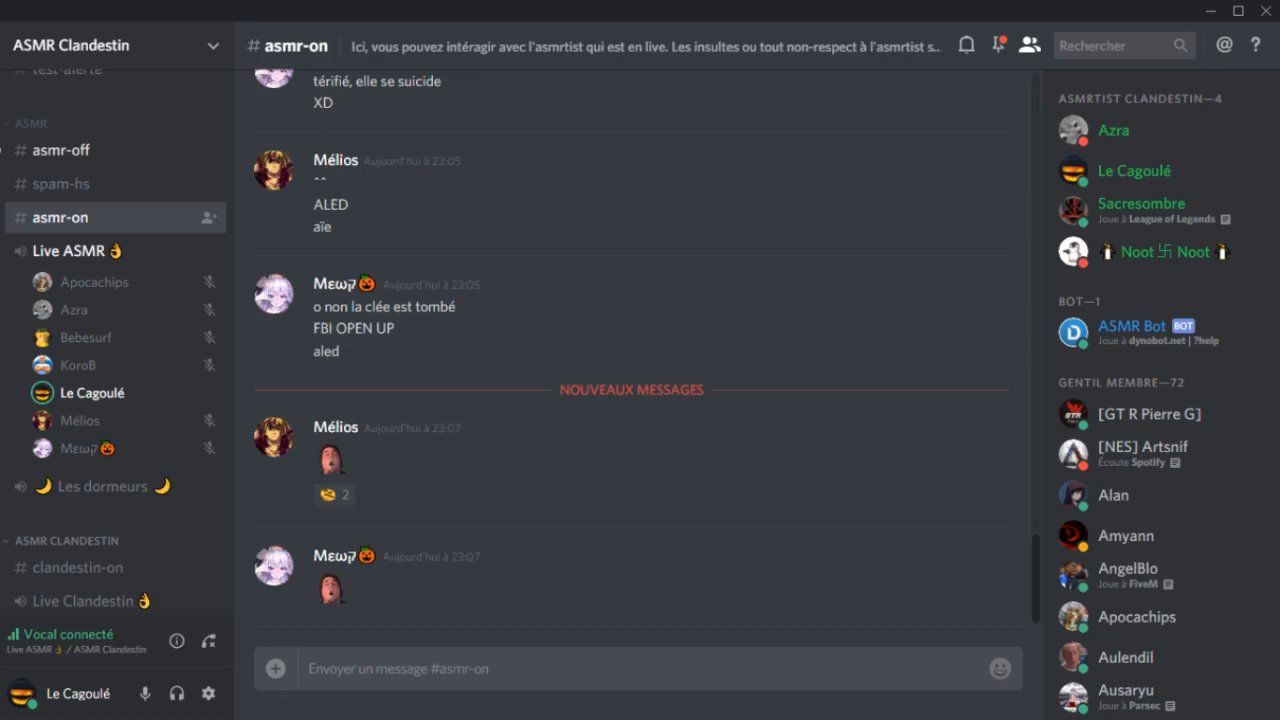 ASMR Clandestin
# asmr-on
Ici, vous pouvez intéragir avec l'asmrtist qui est en live. Les insultes ou tout non-respect à l'asmrtist s...
Rechercher
# test-alerte
ASMR
# asmr-off
# spam-hs
# asmr-on
Live ASMR 👌
Apocachips
Azra
Bebesurf
KoroB
Le Cagoulé
Mélios
Mεωק🎃
🌙 Les dormeurs 🌙
ASMR CLANDESTIN
# clandestin-on
Live Clandestin 👌
Vocal connecté
Live ASMR 👌 / ASMR Clandestin
Le Cagoulé
térifié, elle se suicide
XD
Mélios Aujourd'hui à 23:05
^^
ALED
aïe
Mεωק🎃 Aujourd'hui à 23:05
o non la clée est tombé
FBI OPEN UP
aled
NOUVEAUX MESSAGES
Mélios Aujourd'hui à 23:07
2
Mεωק🎃 Aujourd'hui à 23:07
Envoyer un message #asmr-on
ASMRTIST CLANDESTIN—4
Azra
Le Cagoulé
Sacresombre
Joue à League of Legends
🐧 Noot 卐 Noot 🐧
BOT—1
ASMR Bot BOT
Joue à dynobot.net | ?help
GENTIL MEMBRE—72
[GT R Pierre G]
[NES] Artsnif
Écoute Spotify
Alan
Amyann
AngelBlo
Joue à FiveM
Apocachips
Aulendil
Ausaryu
Joue à Parsec